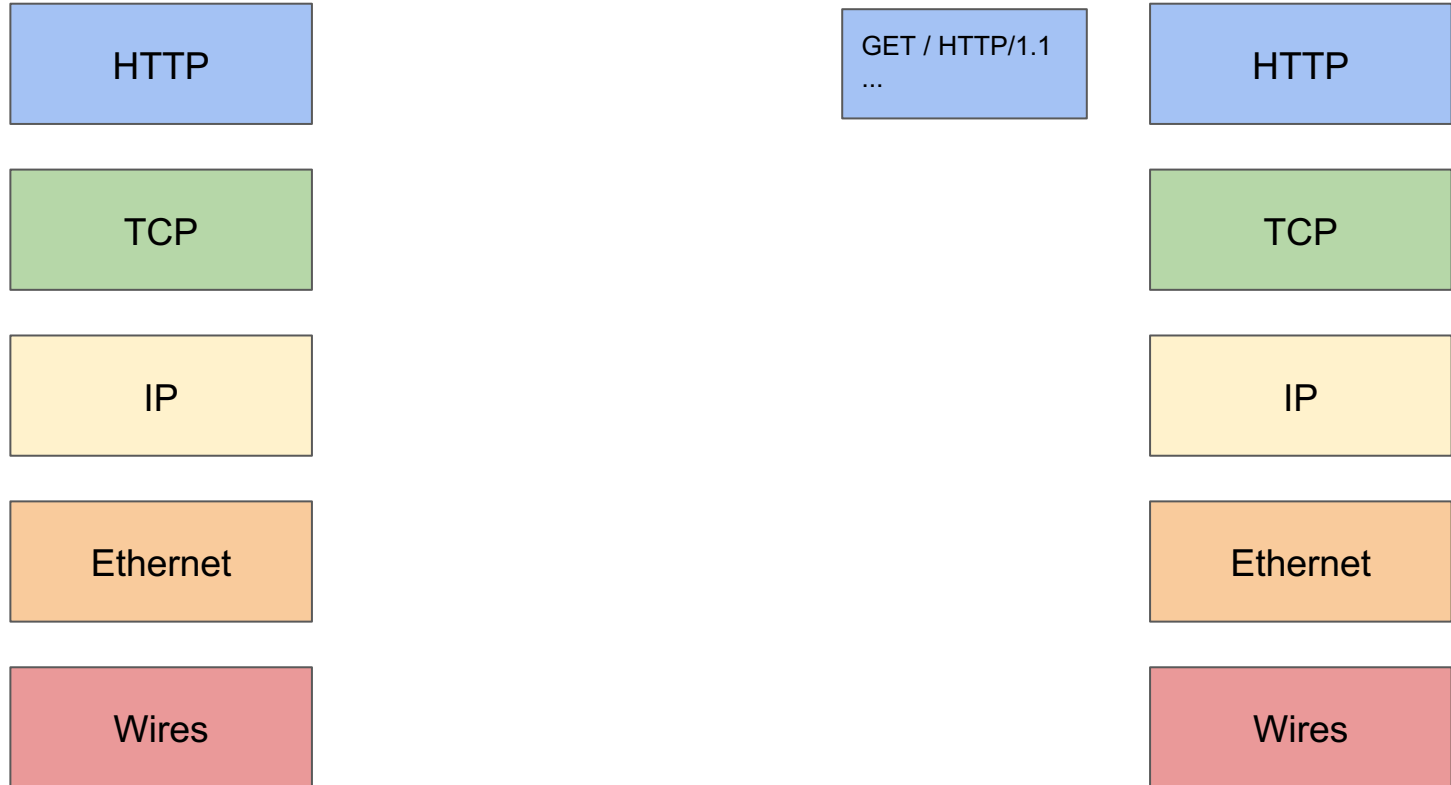 HTTP
GET / HTTP/1.1
...
HTTP
TCP
TCP
IP
IP
Ethernet
Ethernet
Wires
Wires